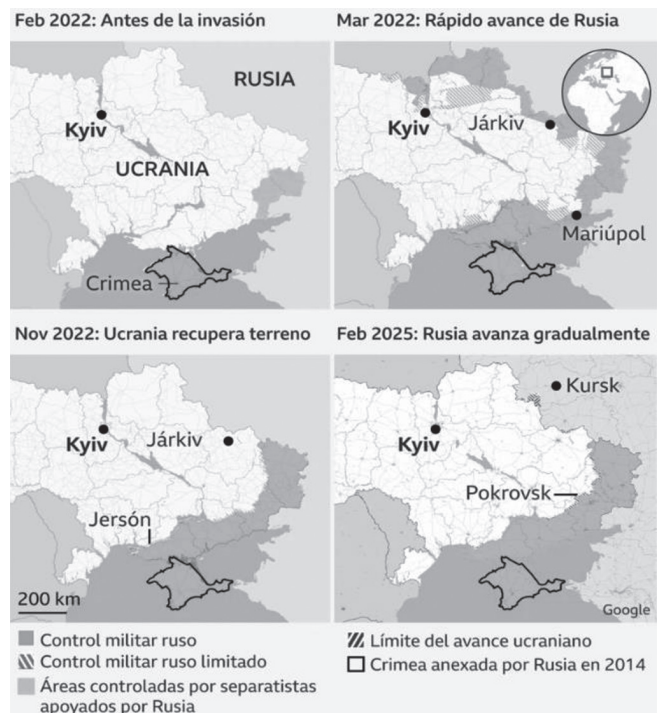 Feb 2022: Antes de la invasión
RUSIA
Kyiv
UCRANIA
Crimea
Mar 2022: Rápido avance de Rusia
Kyiv
Járkiv
Mariúpol
Nov 2022: Ucrania recupera terreno
Kyiv
Járkiv
Jersón
200 km
Feb 2025: Rusia avanza gradualmente
Kursk
Kyiv
Pokrovsk
Google
Control militar ruso
Control militar ruso limitado
Áreas controladas por separatistas
apoyados por Rusia
Límite del avance ucraniano
Crimea anexada por Rusia en 2014